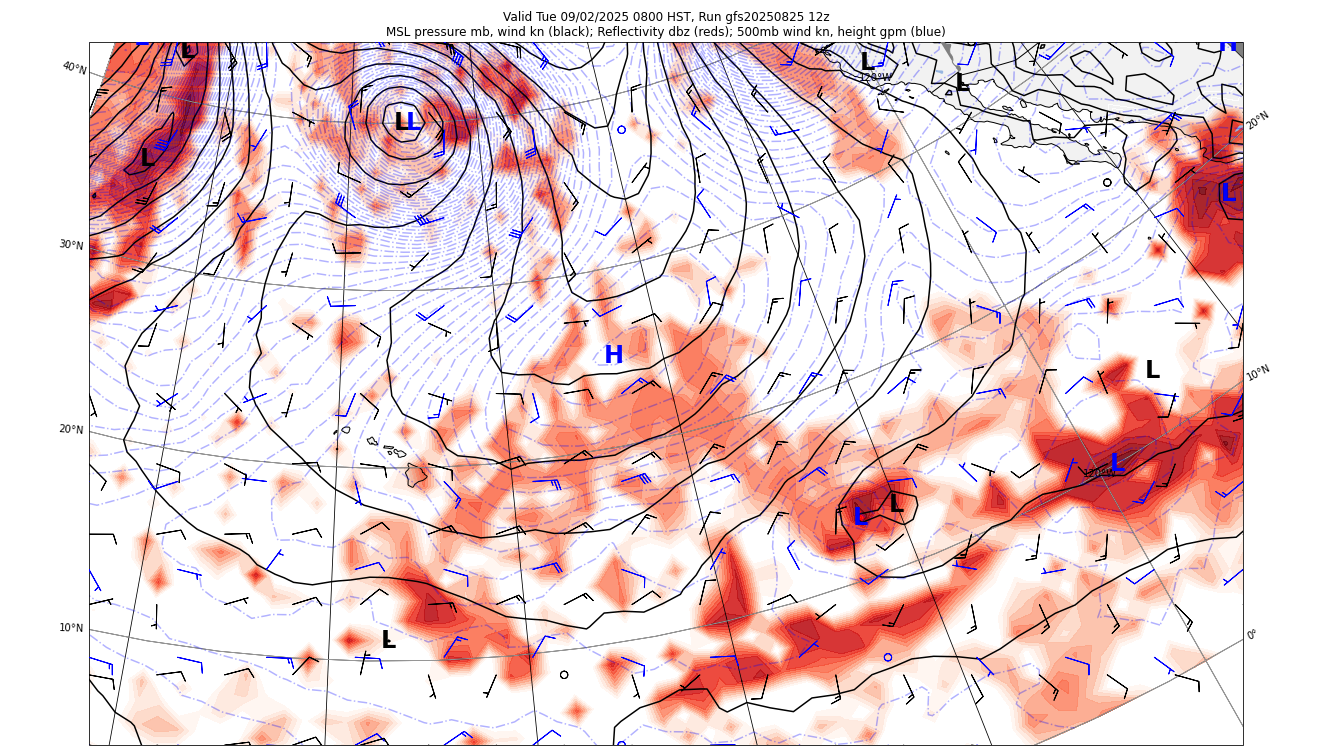 Valid Tue 09/02/2025 0800 HST, Run gfs20250825 12z
MSL pressure mb, wind kn (black); Reflectivity dbz (reds); 500mb wind kn, height gpm (blue)
L
H
L
L
40°N
120°W
L
L L
20°N
L
L
30°N
H
L
10°N
20°N
L
120°W
L
L
10°N
L
0°